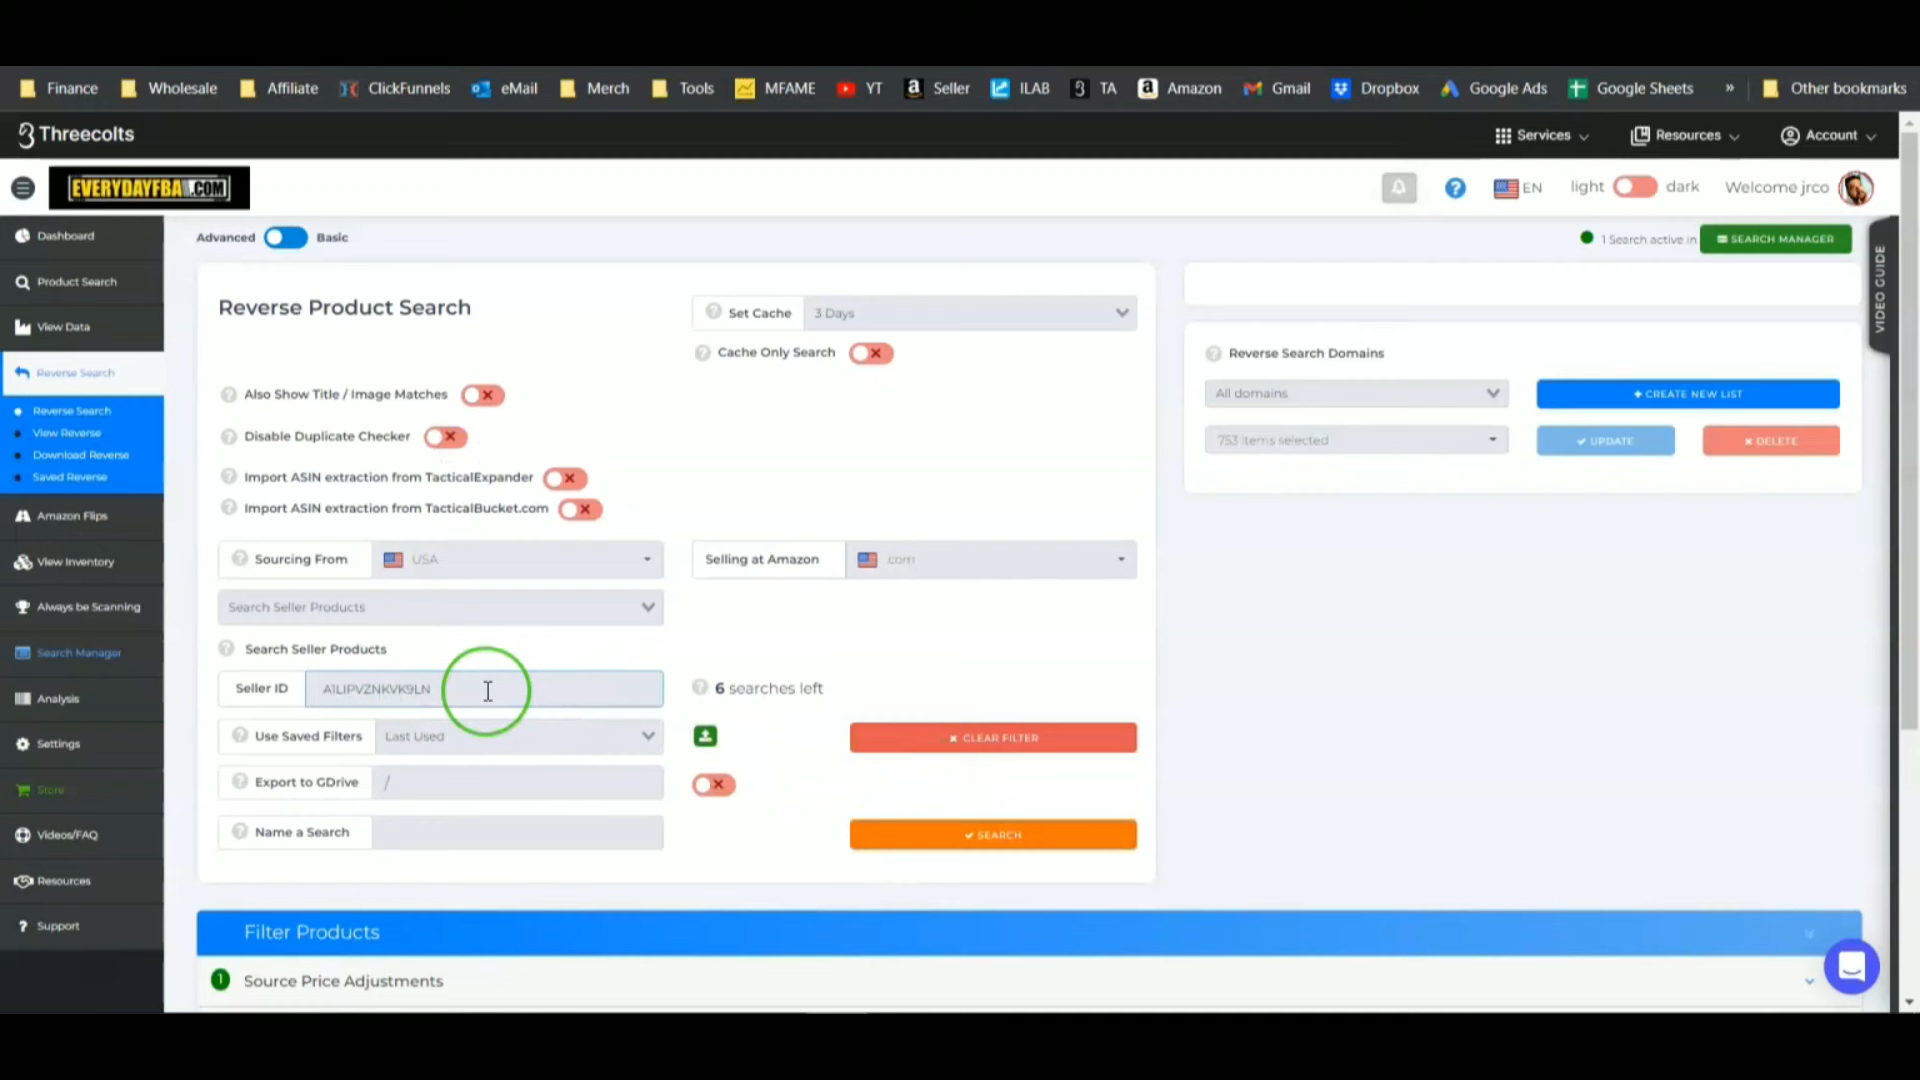 Finance Wholesale Affiliate ClickFunnels eMail Merch Tools MFAME YT Seller ILAB TA Amazon Gmail Dropbox Google Ads Google Sheets » Other bookmarks
Threecolts Services Resources Account
EVERYDAYFBA.COM EN light dark Welcome jrco
Advanced Basic 1 Search active in SEARCH MANAGER
VIDEO GUIDE
Dashboard
Product Search
View Data
Reverse Search
Reverse Search
View Reverse
Download Reverse
Saved Reverse
Amazon Flips
View Inventory
Always be Scanning
Search Manager
Analysis
Settings
Store
Videos/FAQ
Resources
Support
Reverse Product Search
Set Cache 3 Days
Cache Only Search
Also Show Title / Image Matches
Disable Duplicate Checker
Import ASIN extraction from TacticalExpander
Import ASIN extraction from TacticalBucket.com
Sourcing From USA Selling at Amazon .com
Search Seller Products
Search Seller Products
Seller ID A1LIPVZNKVK9LN 6 searches left
Use Saved Filters Last Used CLEAR FILTER
Export to GDrive /
Name a Search SEARCH
Reverse Search Domains
All domains CREATE NEW LIST
753 items selected UPDATE DELETE
Filter Products
1 Source Price Adjustments